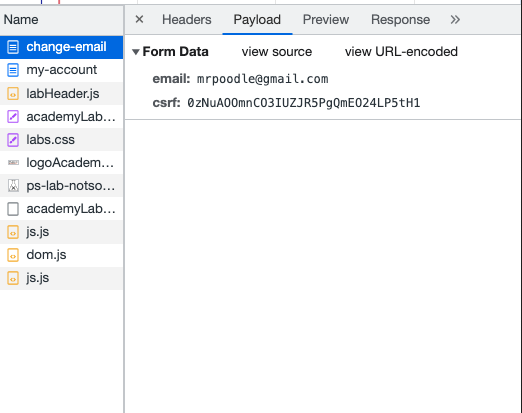 Name
change-email
my-account
labHeader.js
academyLab...
labs.css
logoAcadem...
ps-lab-notso...
academyLab...
js.js
dom.js
js.js
× Headers Payload Preview Response »
▼ Form Data view source view URL-encoded
email: mrpoodle@gmail.com
csrf: 0zNuAOOmnCO3IUZJR5PgQmEO24LP5tH1